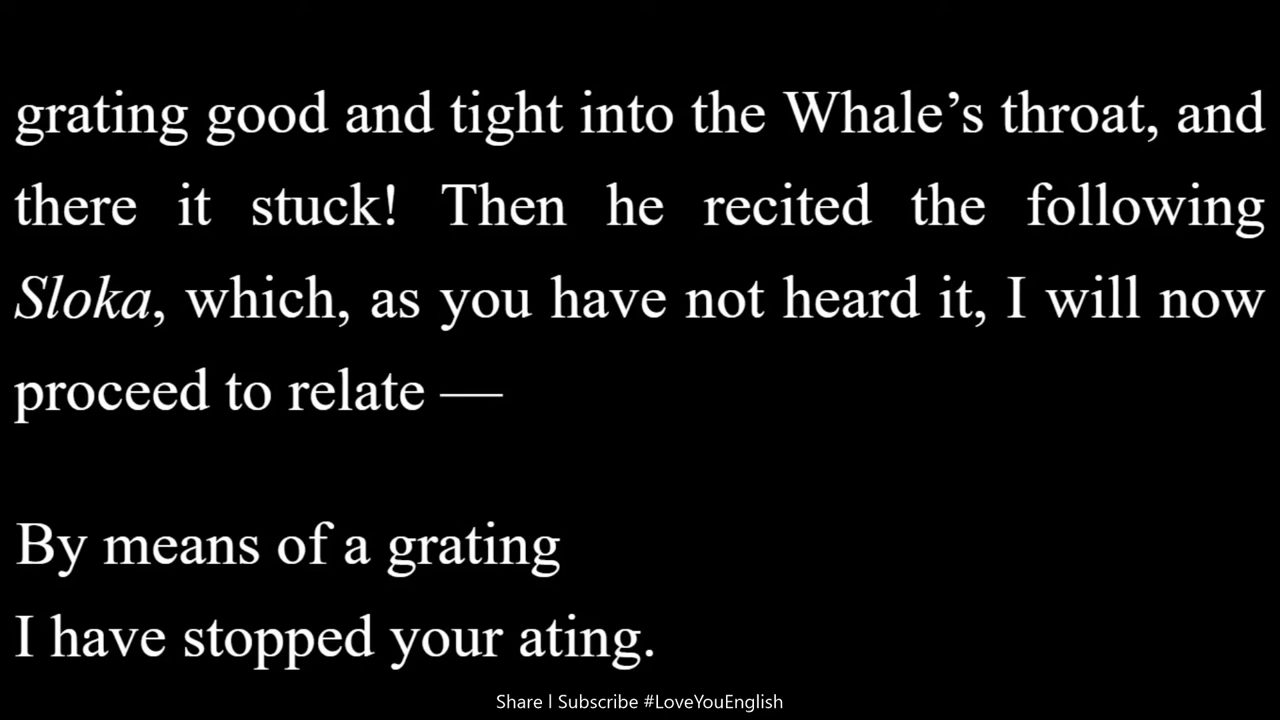 grating good and tight into the Whale’s throat, and
there it stuck! Then he recited the following
Sloka, which, as you have not heard it, I will now
proceed to relate —
By means of a grating
I have stopped your ating.
Share l Subscribe #LoveYouEnglish